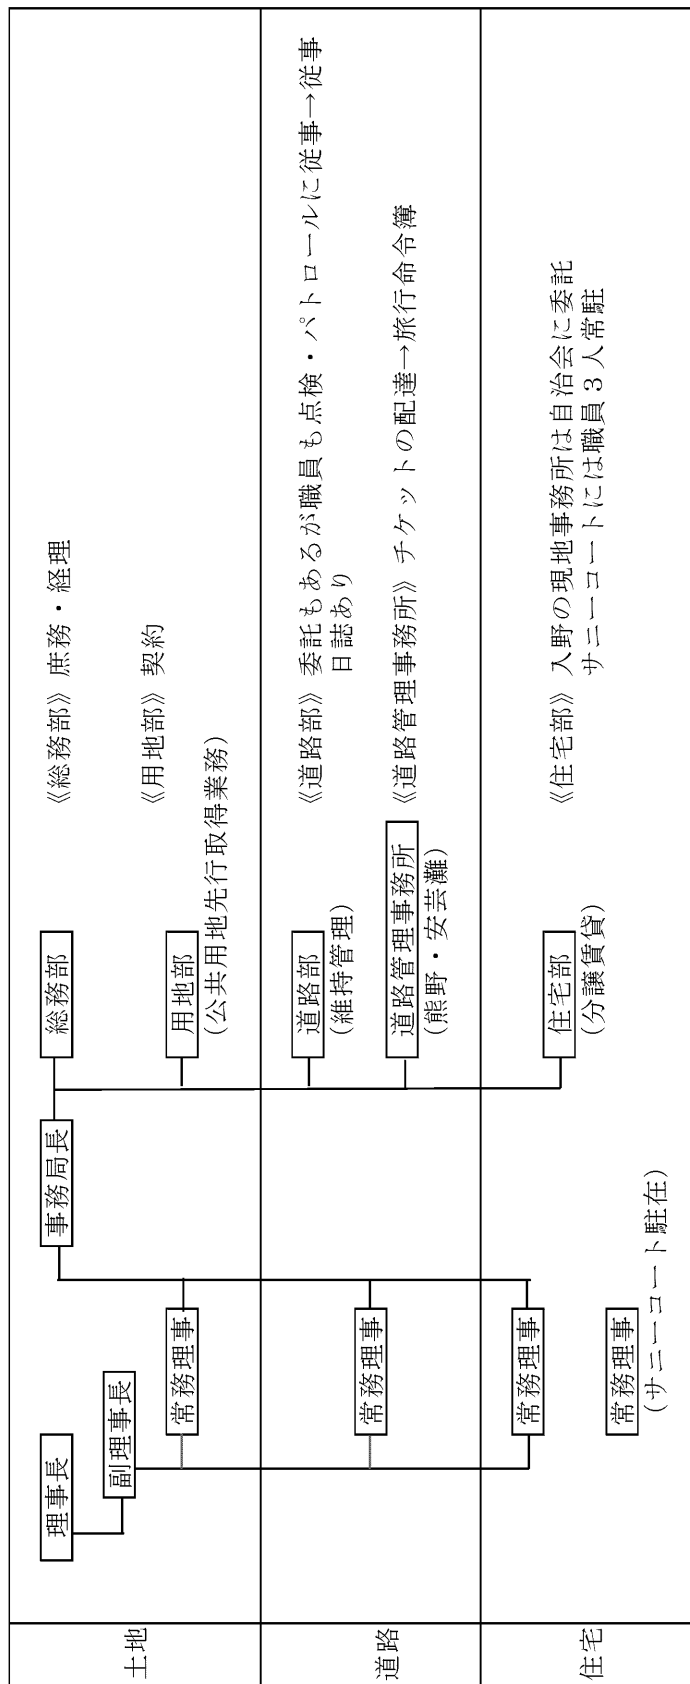 土地
理事長
副理事長
常務理事
事務局長
総務部
用地部
(公共用地先行取得業務)
《総務部》 庶務・経理
《用地部》 契約
道路
常務理事
道路部
(維持管理)
道路管理事務所
(熊野・安芸灘)
《道路部》 委託もあるが職員も点検・パトロールに従事→従事
日誌あり
《道路管理事務所》 チケットの配達→旅行命令簿
住宅
常務理事
常務理事
(サニーコート駐在)
住宅部
(分譲賃貸)
《住宅部》 入野の現地事務所は自治会に委託
サニーコートには職員3人常駐